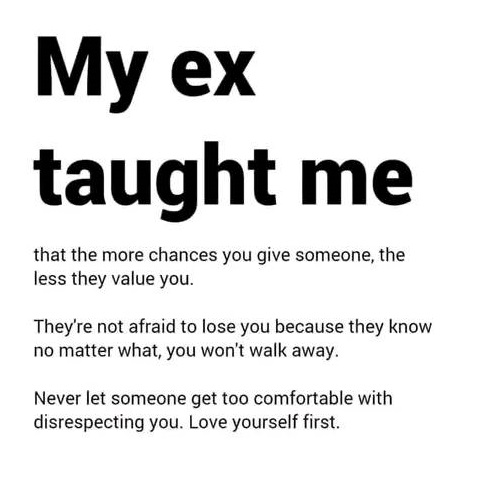 My ex
taught me
that the more chances you give someone, the
less they value you.
They're not afraid to lose you because they know
no matter what, you won't walk away.
Never let someone get too comfortable with
disrespecting you. Love yourself first.